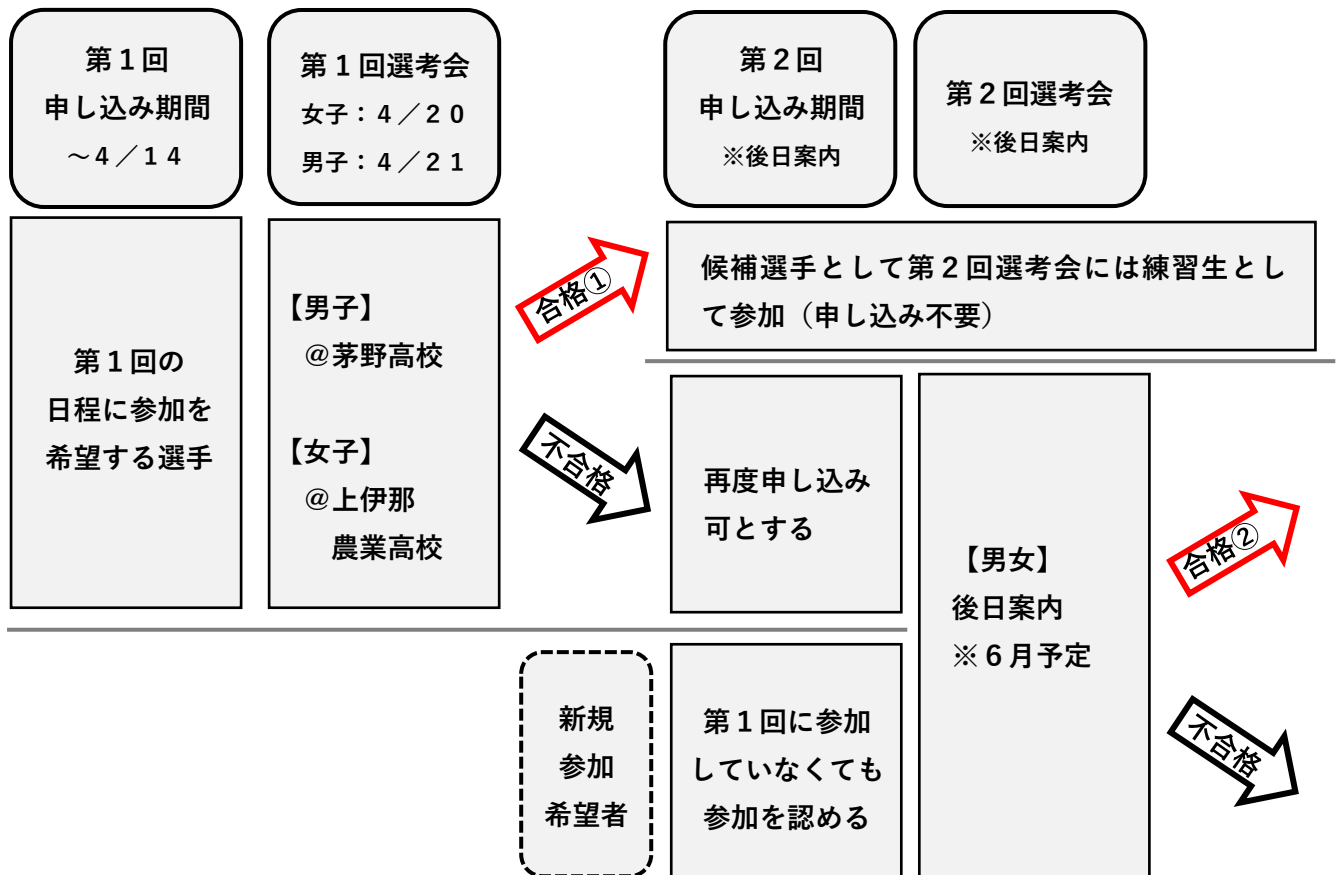 第１回
申し込み期間
～４／１４
第１回選考会
女子：４／２０
男子：４／２１
第２回
申し込み期間
※後日案内
第２回選考会
※後日案内
第１回の
日程に参加を
希望する選手
【男子】
＠茅野高校
【女子】
＠上伊那
農業高校
合格①
不合格
候補選手として第２回選考会には練習生とし
て参加（申し込み不要）
再度申し込み
可とする
新規
参加
希望者
第１回に参加
していなくても
参加を認める
【男女】
後日案内
※６月予定
合格②
不合格